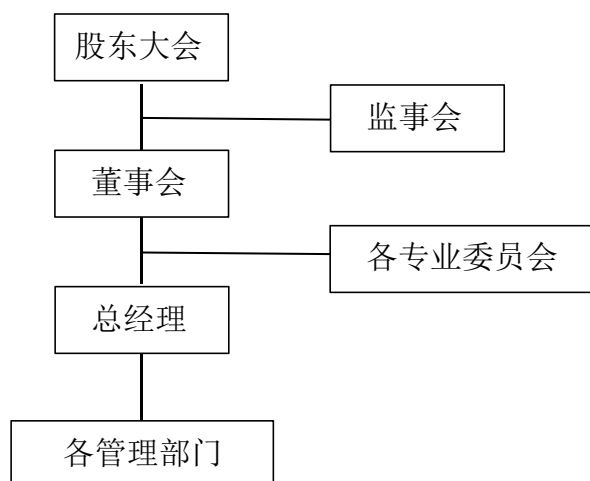 股东大会
监事会
董事会
各专业委员会
总经理
各管理部门